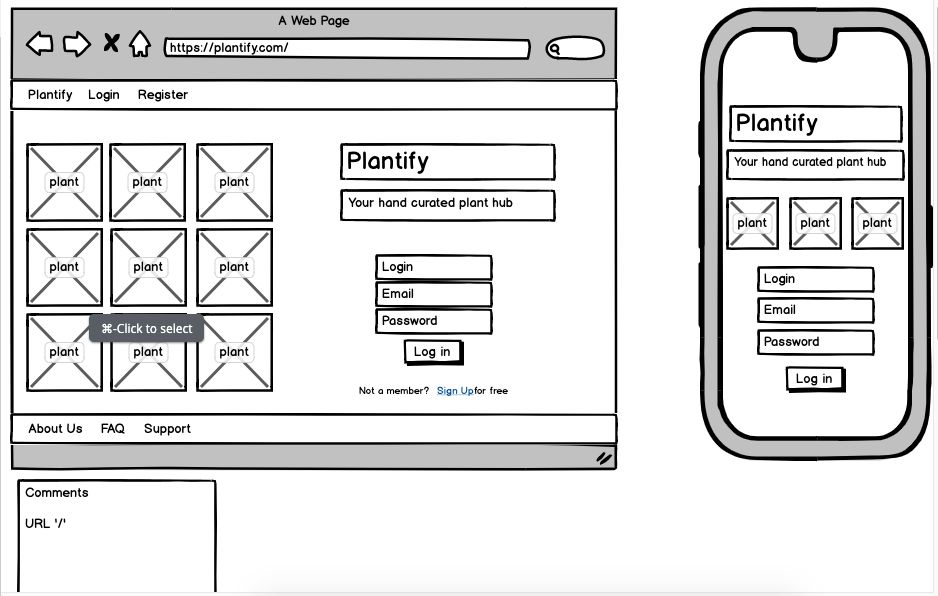 A Web Page
https://plantify.com/
Plantify Login Register
plant plant plant
plant plant plant
plant plant plant
⌘-Click to select
Plantify
Your hand curated plant hub
Login
Email
Password
Log in
Not a member? Sign Upfor free
About Us FAQ Support
Comments
URL '/'
Plantify
Your hand curated plant hub
plant plant plant
Login
Email
Password
Log in